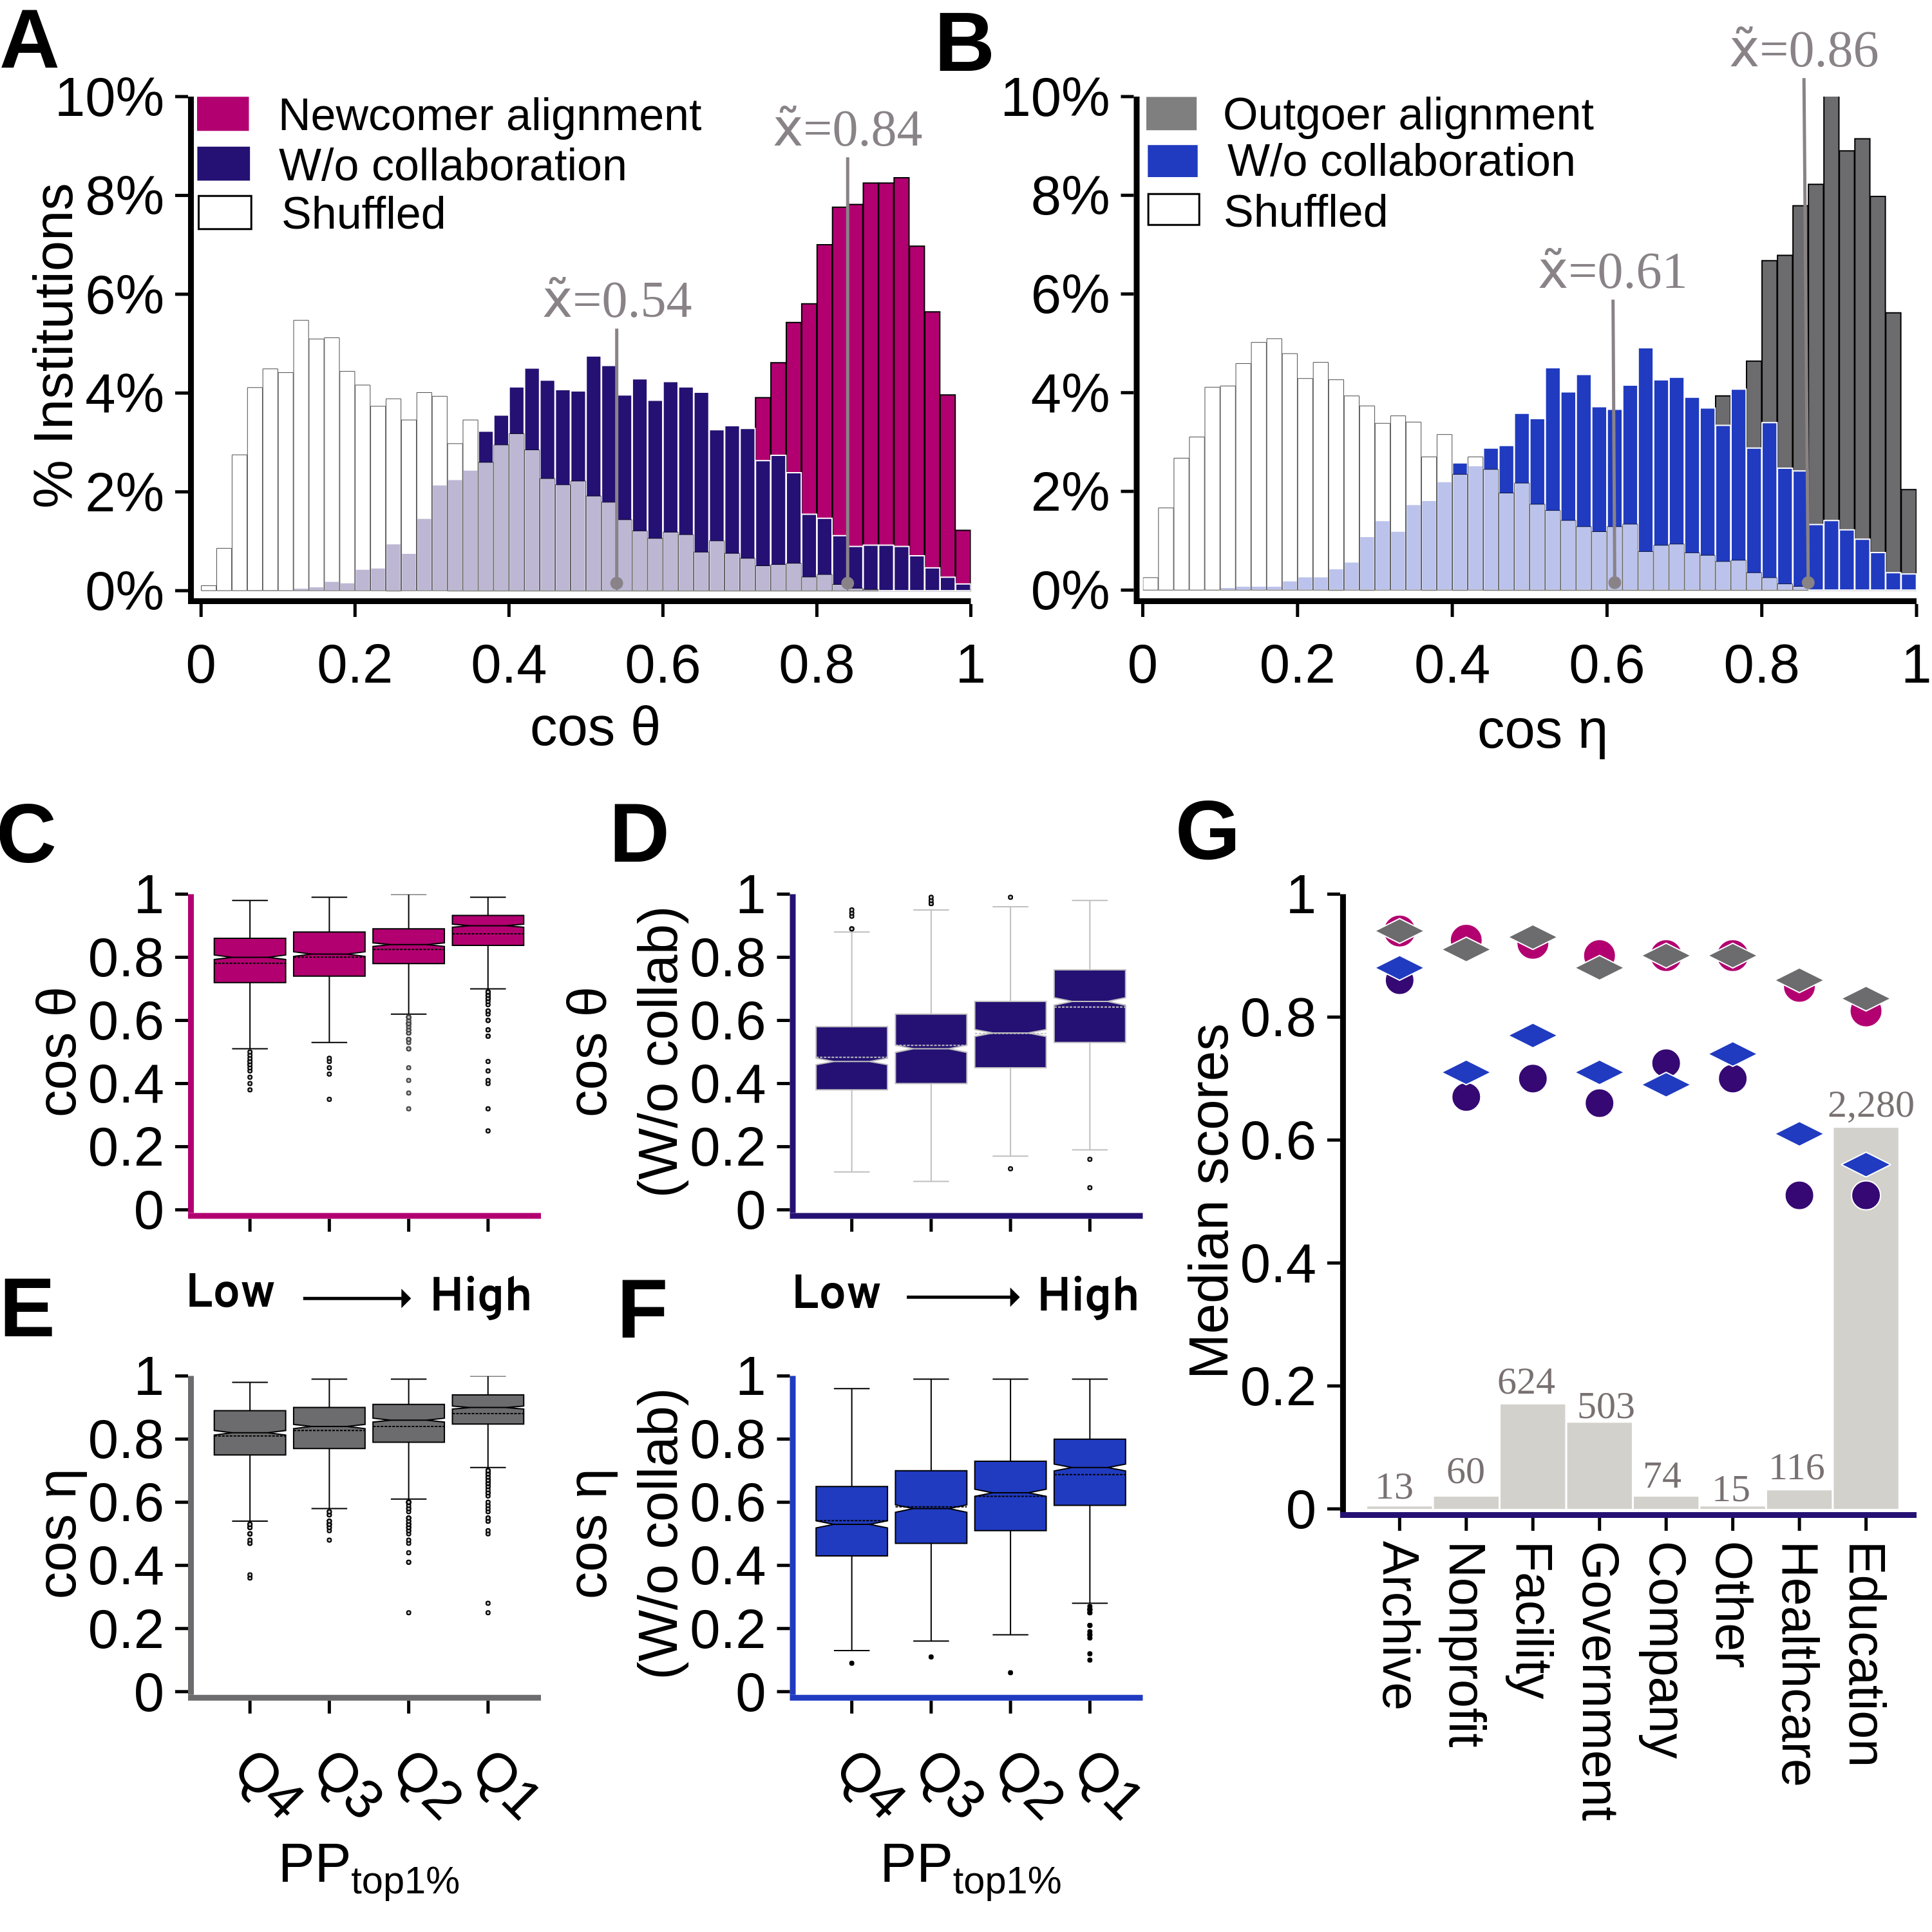 A
10%
8%
6%
4%
2%
0%
% Institutions
Newcomer alignment
W/o collaboration
Shuffled
x̃=0.54
x̃=0.84
0 0.2 0.4 0.6 0.8 1
cos θ
B
10%
8%
6%
4%
2%
0%
Outgoer alignment
W/o collaboration
Shuffled
x̃=0.61
x̃=0.86
0 0.2 0.4 0.6 0.8 1
cos η
C
1
0.8
0.6
0.4
0.2
0
cos θ
Low High
D
1
0.8
0.6
0.4
0.2
0
cos θ
(W/o collab)
Low High
E
1
0.8
0.6
0.4
0.2
0
cos η
Q4 Q3 Q2 Q1
PPtop1%
F
1
0.8
0.6
0.4
0.2
0
cos η
(W/o collab)
Q4 Q3 Q2 Q1
PPtop1%
G
1
0.8
0.6
0.4
0.2
0
Median scores
13
60
624
503
74
15
116
2,280
Archive
Nonprofit
Facility
Government
Company
Other
Healthcare
Education